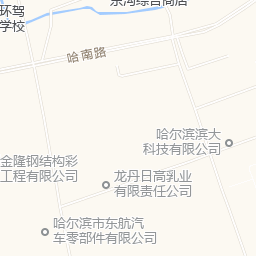 东沟综合商店
环驾
学校
哈南路
哈尔滨滨大
科技有限公司
金隆钢结构彩
工程有限公司
龙丹日高乳业
有限责任公司
哈尔滨市东航汽
车零部件有限公司